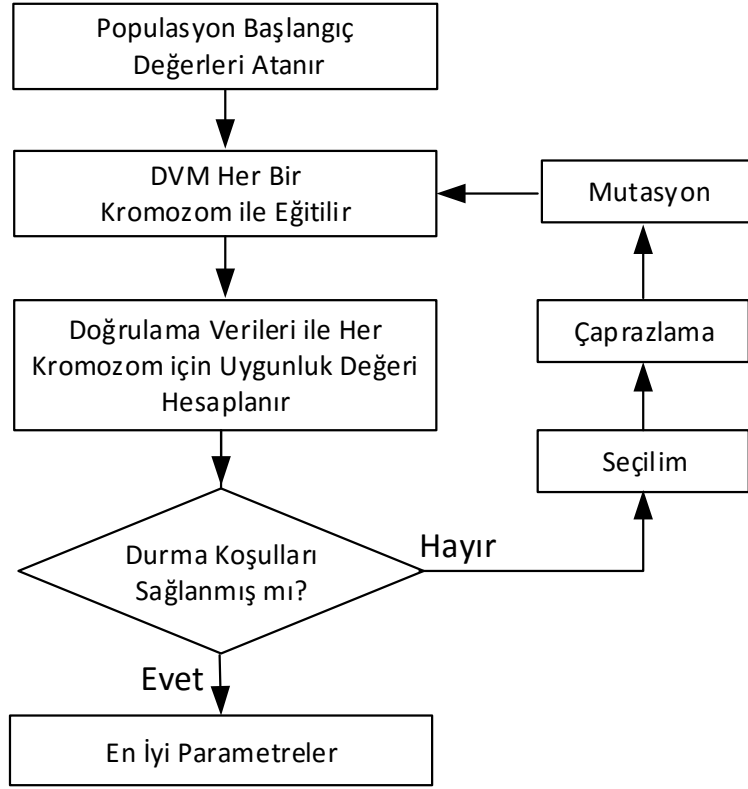 Populasyon Başlangıç
Değerleri Atanır
DVM Her Bir
Kromozom ile Eğitilir
Doğrulama Verileri ile Her
Kromozom için Uygunluk Değeri
Hesaplanır
Durma Koşulları
Sağlanmış mı?
Evet
En İyi Parametreler
Hayır
Seçilim
Çaprazlama
Mutasyon